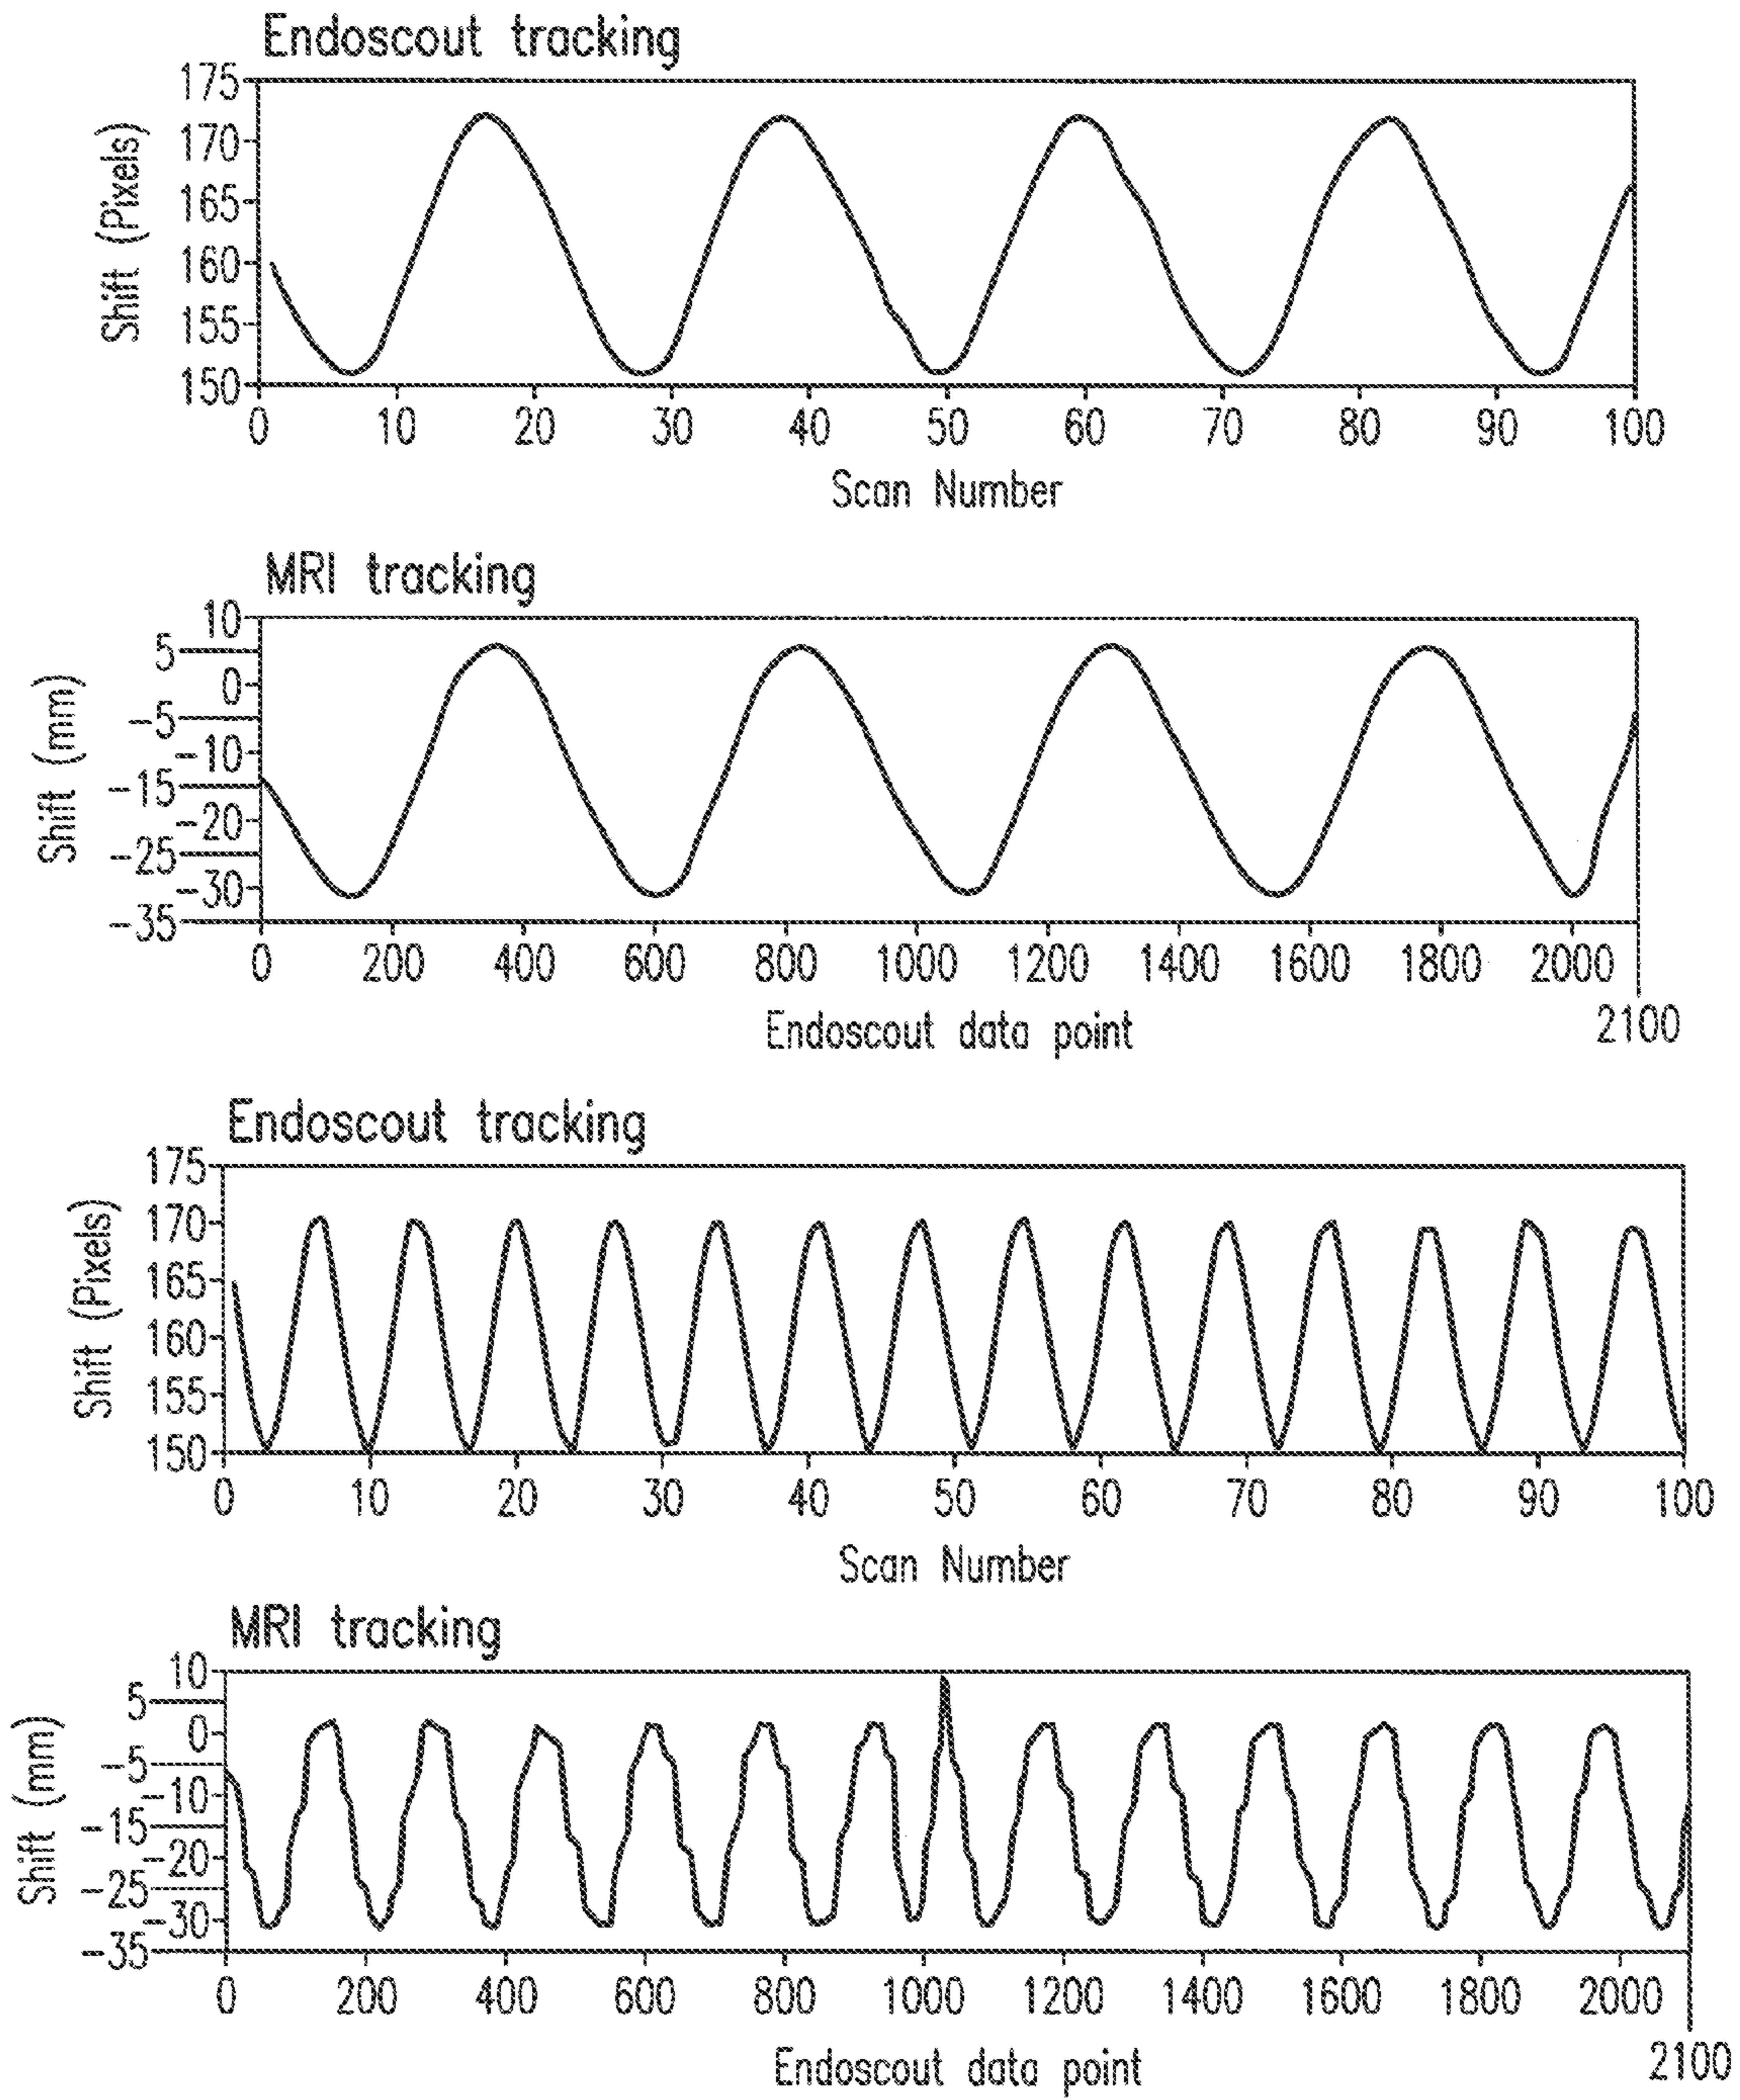 Endoscout tracking
175
170
165
160
155
150
Shift (Pixels)
0 10 20 30 40 50 60 70 80 90 100
Scan Number
MRI tracking
10
5
0
-5
-10
-15
-20
-25
-30
-35
Shift (mm)
0 200 400 600 800 1000 1200 1400 1600 1800 2000
2100
Endoscout data point
Endoscout tracking
175
170
165
160
155
150
Shift (Pixels)
0 10 20 30 40 50 60 70 80 90 100
Scan Number
MRI tracking
10
5
0
-5
-10
-15
-20
-25
-30
-35
Shift (mm)
0 200 400 600 800 1000 1200 1400 1600 1800 2000
2100
Endoscout data point